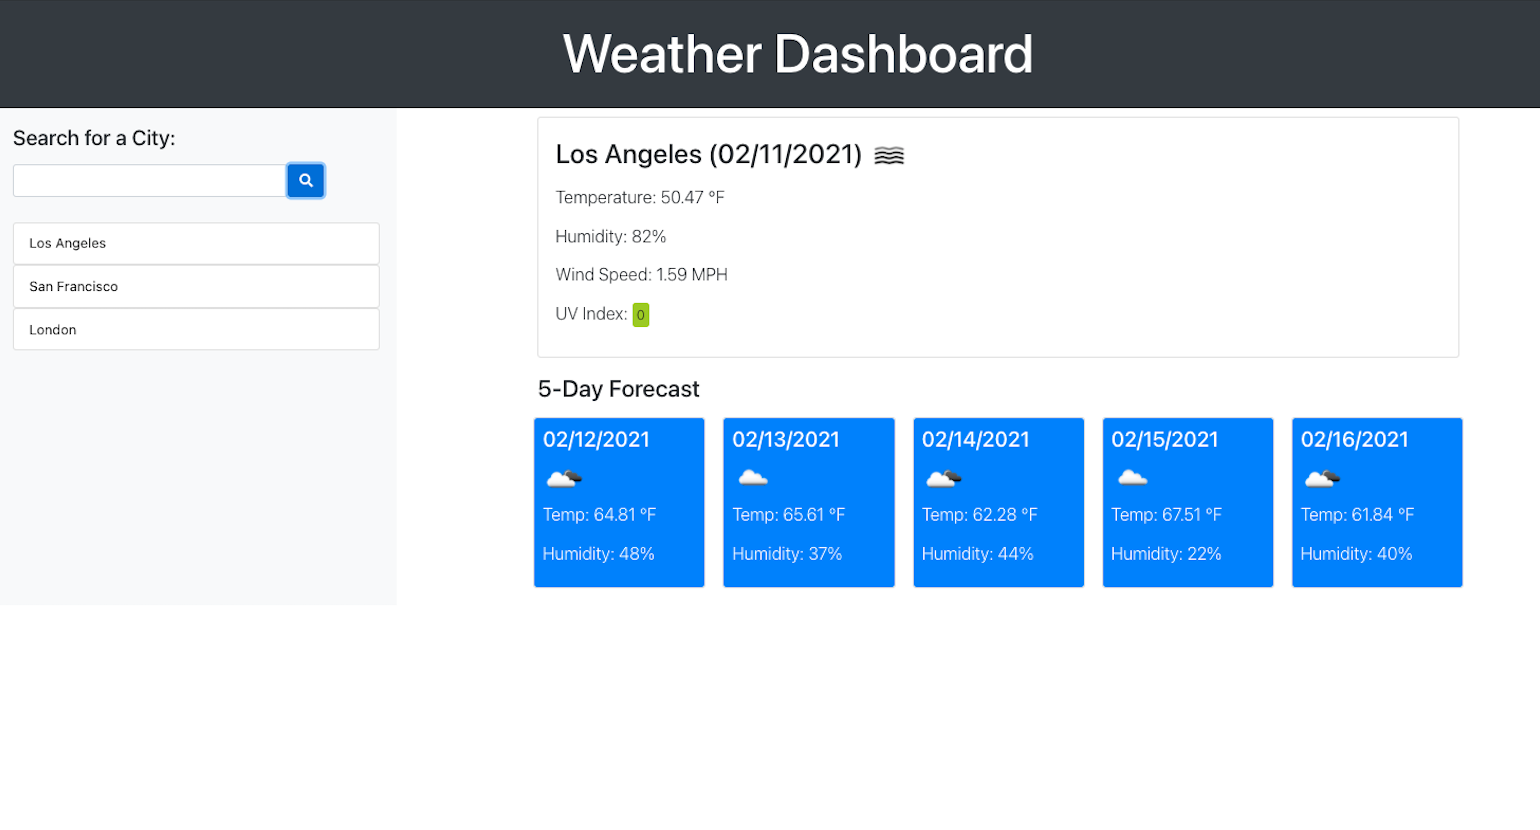 Weather Dashboard
Search for a City:
Los Angeles
San Francisco
London
Los Angeles (02/11/2021)
Temperature: 50.47 °F
Humidity: 82%
Wind Speed: 1.59 MPH
UV Index: 0
5-Day Forecast
02/12/2021
Temp: 64.81 °F
Humidity: 48%
02/13/2021
Temp: 65.61 °F
Humidity: 37%
02/14/2021
Temp: 62.28 °F
Humidity: 44%
02/15/2021
Temp: 67.51 °F
Humidity: 22%
02/16/2021
Temp: 61.84 °F
Humidity: 40%